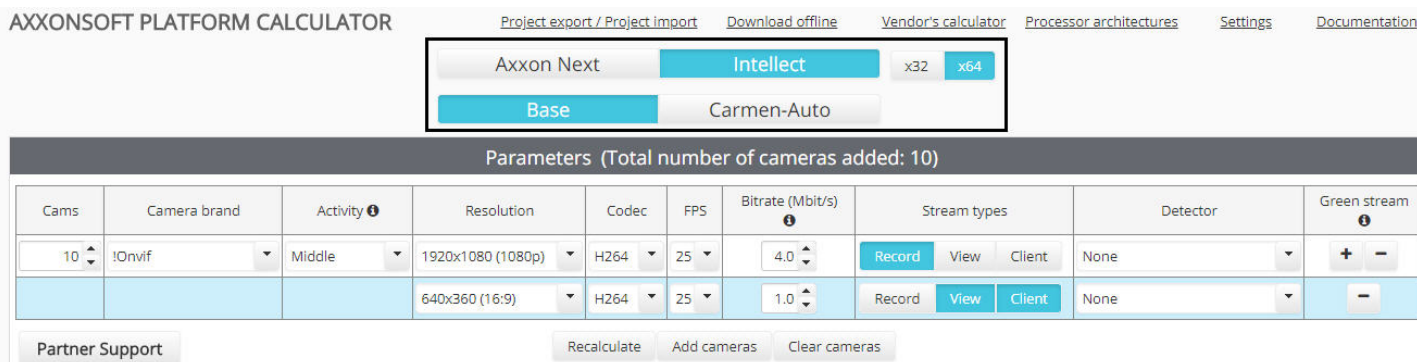 AXXONSOFT PLATFORM CALCULATOR Project export / Project import Download offline Vendor's calculator Processor architectures Settings Documentation
Axxon Next Intellect x32 x64
Base Carmen-Auto
Parameters (Total number of cameras added: 10)
Cams Camera brand Activity Resolution Codec FPS Bitrate (Mbit/s) Stream types Detector Green stream
10 !Onvif Middle 1920x1080 (1080p) H264 25 4.0 Record View Client None + −
640x360 (16:9) H264 25 1.0 Record View Client None −
Partner Support Recalculate Add cameras Clear cameras